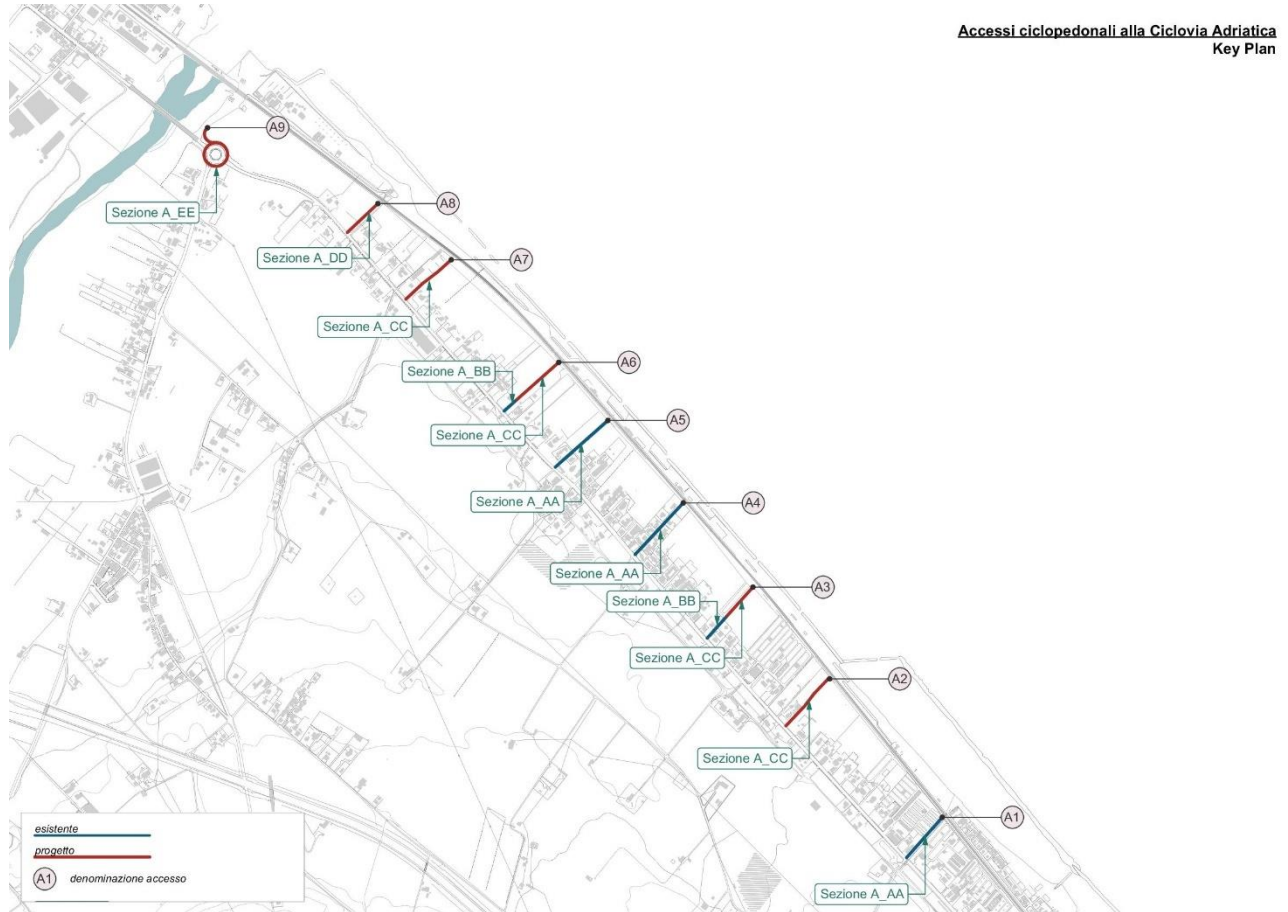 Accessi ciclopedonali alla Ciclovia Adriatica
Key Plan
A9
Sezione A_EE
A8
Sezione A_DD
A7
Sezione A_CC
A6
Sezione A_BB
Sezione A_CC
A5
Sezione A_AA
A4
Sezione A_AA
A3
Sezione A_BB
Sezione A_CC
A2
Sezione A_CC
A1
Sezione A_AA
esistente
progetto
A1 denominazione accesso